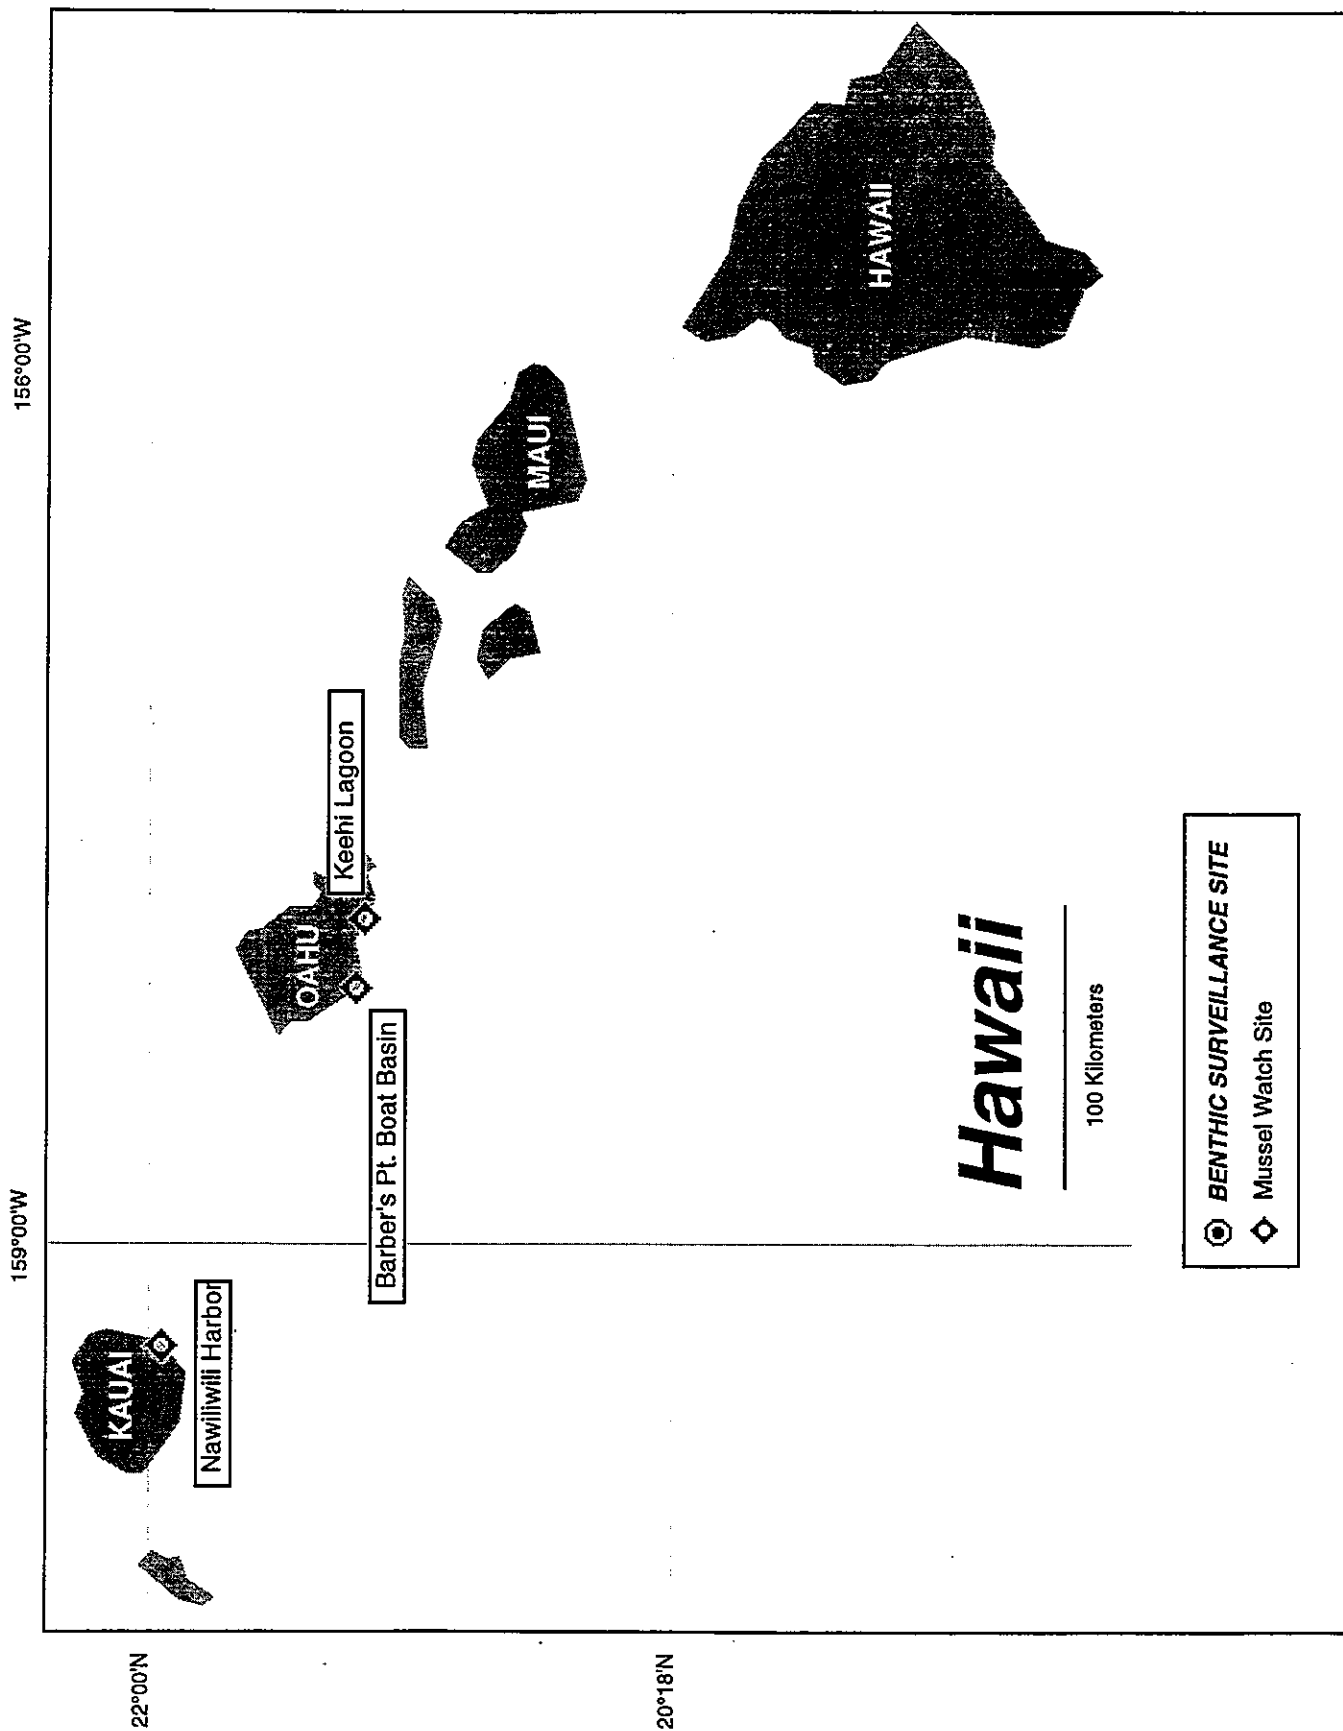 159°00'W
156°00'W
22°00'N
20°18'N
KAUAI
Nawiliwili Harbor
OAHU
Keehi Lagoon
Barber's Pt. Boat Basin
MAUI
HAWAII
Hawaii
100 Kilometers
BENTHIC SURVEILLANCE SITE
Mussel Watch Site